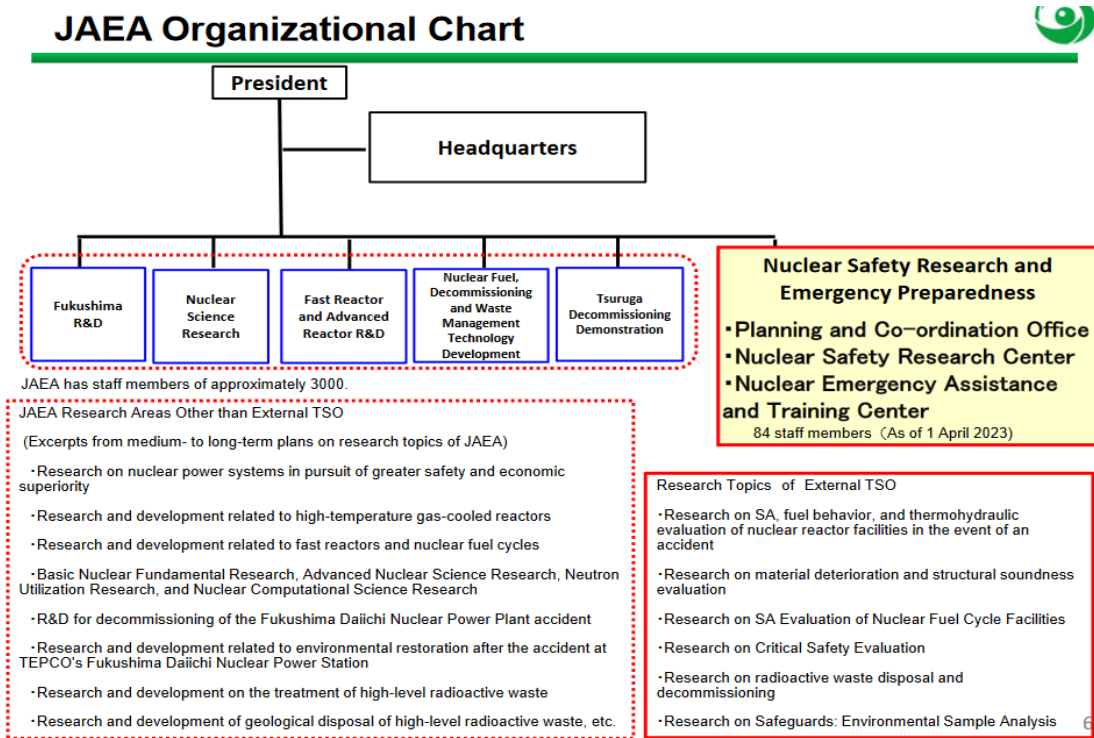 JAEA Organizational Chart
President
Headquarters
Fukushima
R&D
Nuclear
Science
Research
Fast Reactor
and Advanced
Reactor R&D
Nuclear Fuel,
Decommissioning
and Waste
Management
Technology
Development
Tsuruga
Decommissioning
Demonstration
Nuclear Safety Research and
Emergency Preparedness
・Planning and Co-ordination Office
・Nuclear Safety Research Center
・Nuclear Emergency Assistance
and Training Center
84 staff members（As of 1 April 2023）
JAEA has staff members of approximately 3000.
JAEA Research Areas Other than External TSO
(Excerpts from medium- to long-term plans on research topics of JAEA)
・Research on nuclear power systems in pursuit of greater safety and economic
superiority
・Research and development related to high-temperature gas-cooled reactors
・Research and development related to fast reactors and nuclear fuel cycles
・Basic Nuclear Fundamental Research, Advanced Nuclear Science Research, Neutron
Utilization Research, and Nuclear Computational Science Research
・R&D for decommissioning of the Fukushima Daiichi Nuclear Power Plant accident
・Research and development related to environmental restoration after the accident at
TEPCO's Fukushima Daiichi Nuclear Power Station
・Research and development on the treatment of high-level radioactive waste
・Research and development of geological disposal of high-level radioactive waste, etc.
Research Topics of External TSO
・Research on SA, fuel behavior, and thermohydraulic
evaluation of nuclear reactor facilities in the event of an
accident
・Research on material deterioration and structural soundness
evaluation
・Research on SA Evaluation of Nuclear Fuel Cycle Facilities
・Research on Critical Safety Evaluation
・Research on radioactive waste disposal and
decommissioning
・Research on Safeguards: Environmental Sample Analysis
6